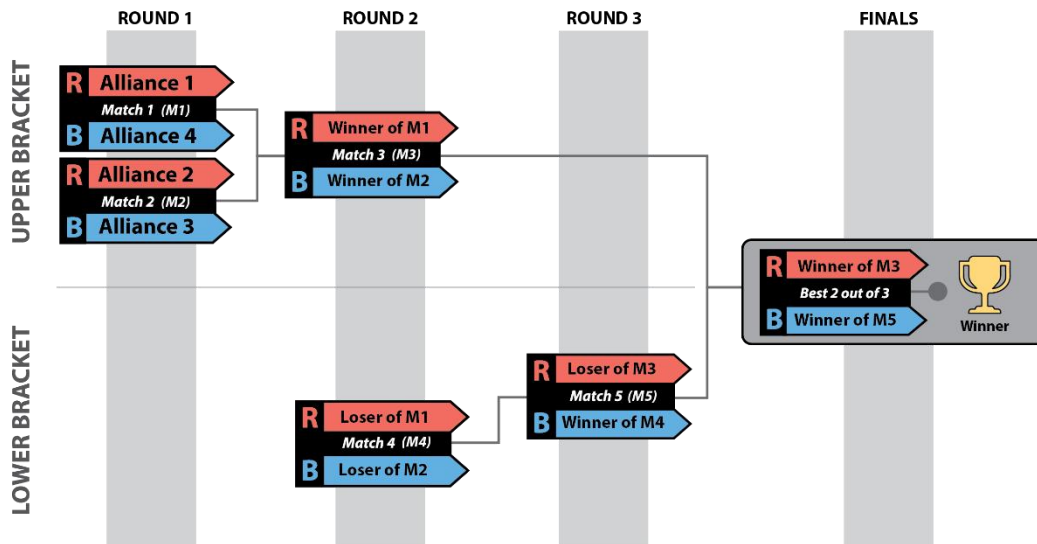 ROUND 1
ROUND 2
ROUND 3
FINALS
UPPER BRACKET
R Alliance 1
Match 1 (M1)
B Alliance 4
R Alliance 2
Match 2 (M2)
B Alliance 3
R Winner of M1
Match 3 (M3)
B Winner of M2
R Winner of M3
Best 2 out of 3
B Winner of M5
Winner
LOWER BRACKET
R Loser of M1
Match 4 (M4)
B Loser of M2
R Loser of M3
Match 5 (M5)
B Winner of M4